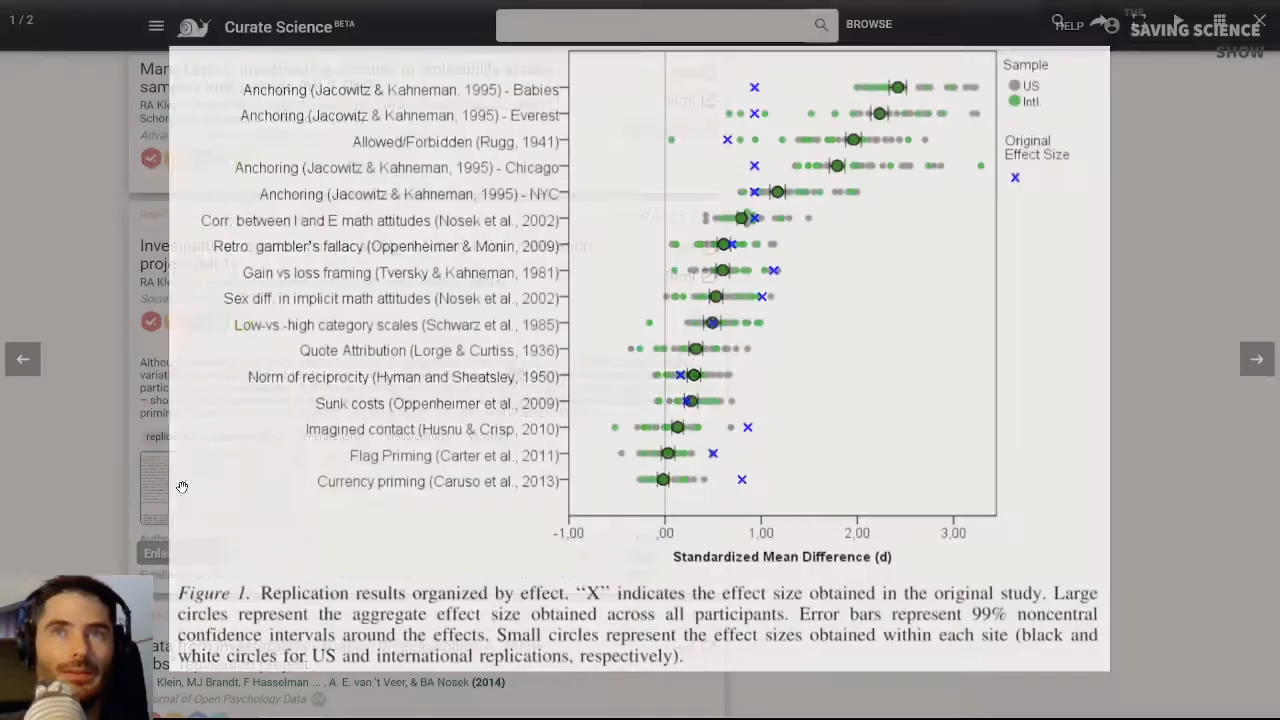 1 / 2
Curate Science BETA
BROWSE
HELP
THE
SAVING SCIENCE
SHOW
Sample
US
Intl.
Original
Effect Size
Anchoring (Jacowitz & Kahneman, 1995) - Babies
Anchoring (Jacowitz & Kahneman, 1995) - Everest
Allowed/Forbidden (Rugg, 1941)
Anchoring (Jacowitz & Kahneman, 1995) - Chicago
Anchoring (Jacowitz & Kahneman, 1995) - NYC
Corr. between I and E math attitudes (Nosek et al., 2002)
Retro. gambler's fallacy (Oppenheimer & Monin, 2009)
Gain vs loss framing (Tversky & Kahneman, 1981)
Sex diff. in implicit math attitudes (Nosek et al., 2002)
Low-vs.-high category scales (Schwarz et al., 1985)
Quote Attribution (Lorge & Curtiss, 1936)
Norm of reciprocity (Hyman and Sheatsley, 1950)
Sunk costs (Oppenheimer et al., 2009)
Imagined contact (Husnu & Crisp, 2010)
Flag Priming (Carter et al., 2011)
Currency priming (Caruso et al., 2013)
-1,00 ,00 1,00 2,00 3,00
Standardized Mean Difference (d)
Figure 1. Replication results organized by effect. “X” indicates the effect size obtained in the original study. Large
circles represent the aggregate effect size obtained across all participants. Error bars represent 99% noncentral
confidence intervals around the effects. Small circles represent the effect sizes obtained within each site (black and
white circles for US and international replications, respectively).
Klein, MJ Brandt, F Hasselman ... , A. E. van 't Veer, & BA Nosek (2014)
Journal of Open Psychology Data